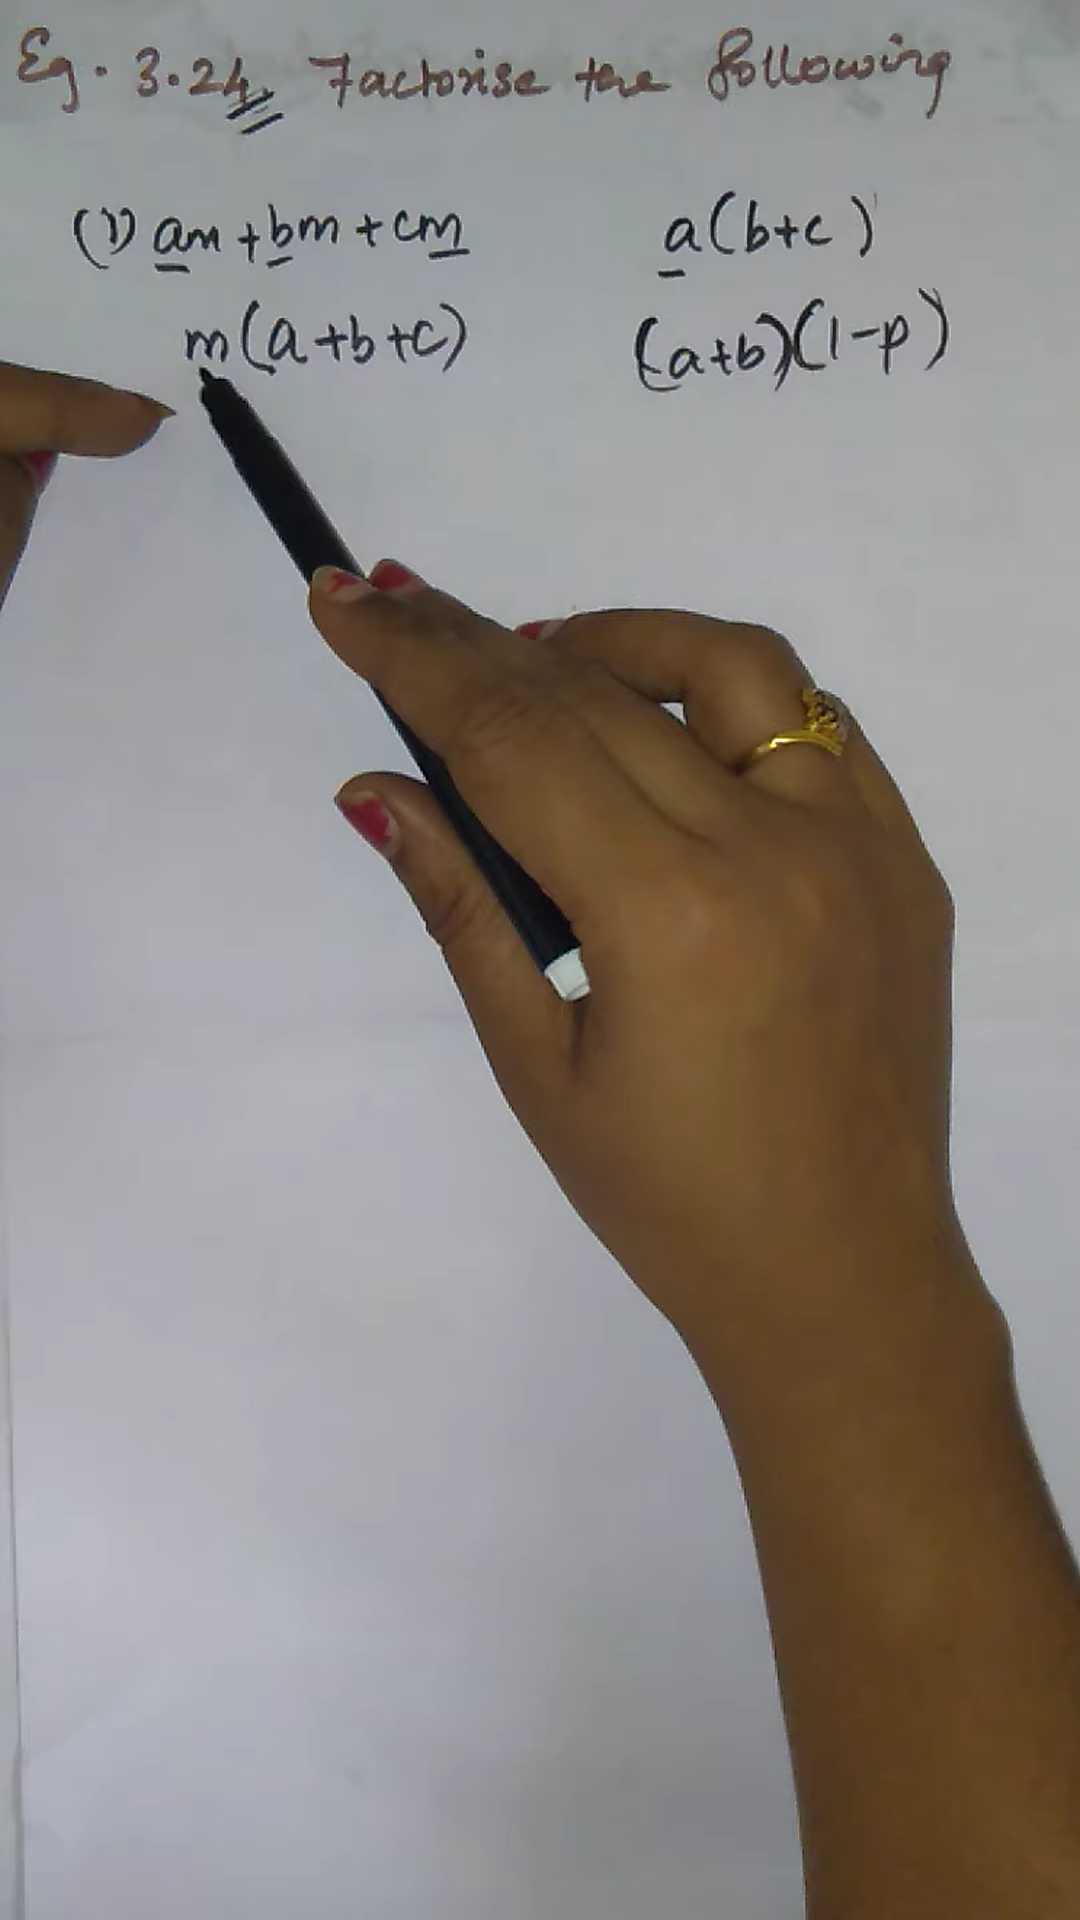 Eg. 3.24 Factorise the following
(1) am + bm + cm
m(a+b+c)
a(b+c)
(a+b)(1-p)